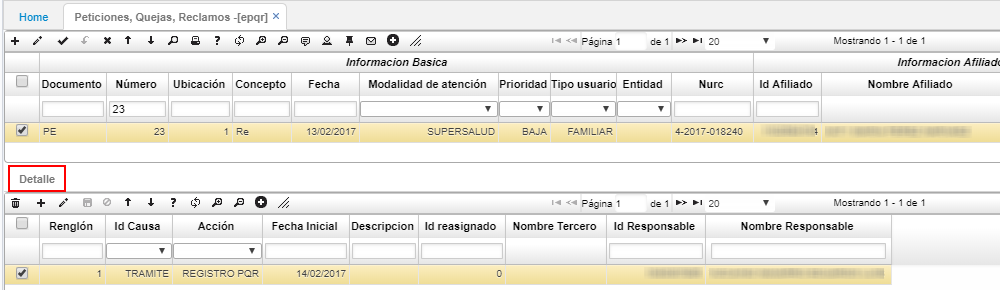 Home Peticiones, Quejas, Reclamos -[epqr] ×
Página 1 de 1 20 Mostrando 1 - 1 de 1
Informacion Basica Informacion Afiliado
Documento Número Ubicación Concepto Fecha Modalidad de atención Prioridad Tipo usuario Entidad Nurc Id Afiliado Nombre Afiliado
23
PE 23 1 Re 13/02/2017 SUPERSALUD BAJA FAMILIAR 4-2017-018240 4
Detalle
Página 1 de 1 20 Mostrando 1 - 1 de 1
Renglón Id Causa Acción Fecha Inicial Descripcion Id reasignado Nombre Tercero Id Responsable Nombre Responsable
1 TRAMITE REGISTRO PQR 14/02/2017 0